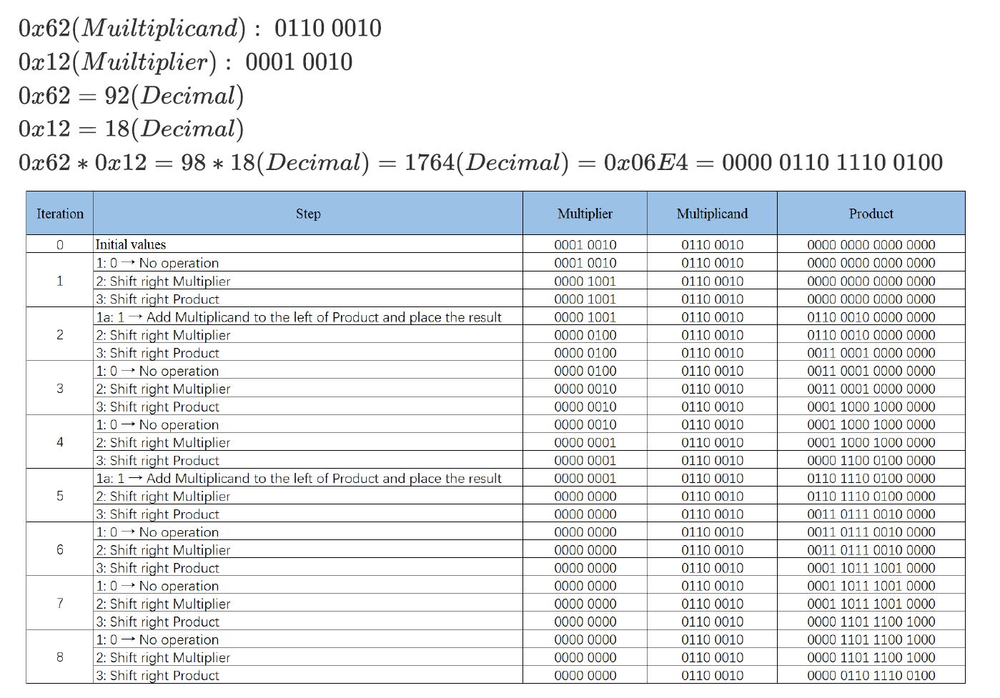 0x62(Muiltiplicand) : 0110 0010
0x12(Muiltiplier) : 0001 0010
0x62 = 92(Decimal)
0x12 = 18(Decimal)
0x62 ∗ 0x12 = 98 ∗ 18(Decimal) = 1764(Decimal) = 0x06E4 = 0000 0110 1110 0100
Iteration Step Multiplier Multiplicand Product
0 Initial values 0001 0010 0110 0010 0000 0000 0000 0000
1: 0 → No operation 0001 0010 0110 0010 0000 0000 0000 0000
1 2: Shift right Multiplier 0000 1001 0110 0010 0000 0000 0000 0000
3: Shift right Product 0000 1001 0110 0010 0000 0000 0000 0000
1a: 1 → Add Multiplicand to the left of Product and place the result 0000 1001 0110 0010 0110 0010 0000 0000
2 2: Shift right Multiplier 0000 0100 0110 0010 0110 0010 0000 0000
3: Shift right Product 0000 0100 0110 0010 0011 0001 0000 0000
1: 0 → No operation 0000 0100 0110 0010 0011 0001 0000 0000
3 2: Shift right Multiplier 0000 0010 0110 0010 0011 0001 0000 0000
3: Shift right Product 0000 0010 0110 0010 0001 1000 1000 0000
1: 0 → No operation 0000 0010 0110 0010 0001 1000 1000 0000
4 2: Shift right Multiplier 0000 0001 0110 0010 0001 1000 1000 0000
3: Shift right Product 0000 0001 0110 0010 0000 1100 0100 0000
1a: 1 → Add Multiplicand to the left of Product and place the result 0000 0001 0110 0010 0110 1110 0100 0000
5 2: Shift right Multiplier 0000 0000 0110 0010 0110 1110 0100 0000
3: Shift right Product 0000 0000 0110 0010 0011 0111 0010 0000
1: 0 → No operation 0000 0000 0110 0010 0011 0111 0010 0000
6 2: Shift right Multiplier 0000 0000 0110 0010 0011 0111 0010 0000
3: Shift right Product 0000 0000 0110 0010 0001 1011 1001 0000
1: 0 → No operation 0000 0000 0110 0010 0001 1011 1001 0000
7 2: Shift right Multiplier 0000 0000 0110 0010 0001 1011 1001 0000
3: Shift right Product 0000 0000 0110 0010 0000 1101 1100 1000
1: 0 → No operation 0000 0000 0110 0010 0000 1101 1100 1000
8 2: Shift right Multiplier 0000 0000 0110 0010 0000 1101 1100 1000
3: Shift right Product 0000 0000 0110 0010 0000 0110 1110 0100